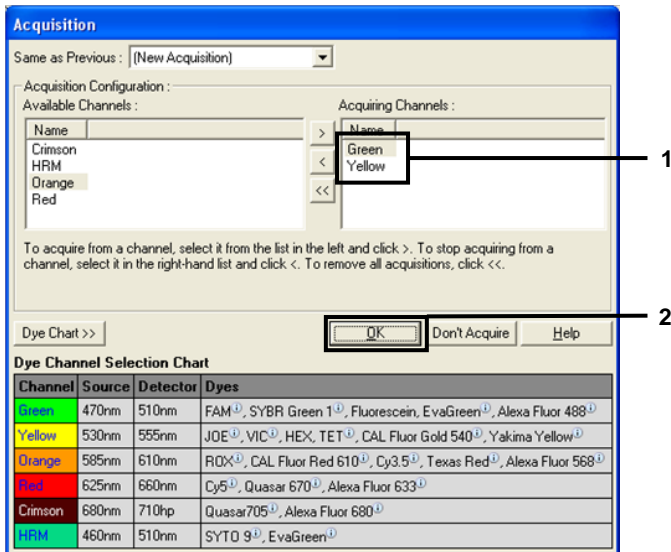 Acquisition
Same as Previous : (New Acquisition)
Acquisition Configuration :
Available Channels :
Acquiring Channels :
Name
Crimson
HRM
Orange
Red
>
<
<<
Name
Green
Yellow
1
To acquire from a channel, select it from the list in the left and click >. To stop acquiring from a
channel, select it in the right-hand list and click <. To remove all acquisitions, click <<.
Dye Chart >> OK Don't Acquire Help
2
Dye Channel Selection Chart
Channel Source Detector Dyes
Green 470nm 510nm FAM, SYBR Green 1, Fluorescein, EvaGreen, Alexa Fluor 488
Yellow 530nm 555nm JOE, VIC, HEX, TET, CAL Fluor Gold 540, Yakima Yellow
Orange 585nm 610nm ROX, CAL Fluor Red 610, Cy3.5, Texas Red, Alexa Fluor 568
Red 625nm 660nm Cy5, Quasar 670, Alexa Fluor 633
Crimson 680nm 710hp Quasar705, Alexa Fluor 680
HRM 460nm 510nm SYTO 9, EvaGreen